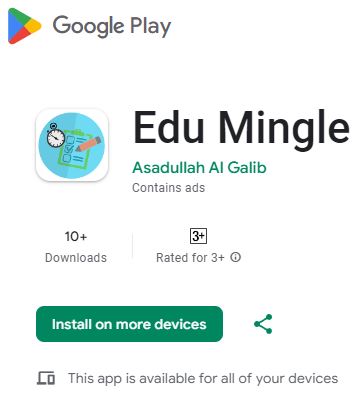 Google Play
Edu Mingle
Asadullah Al Galib
Contains ads
10+
Downloads
3+
Rated for 3+
Install on more devices
This app is available for all of your devices